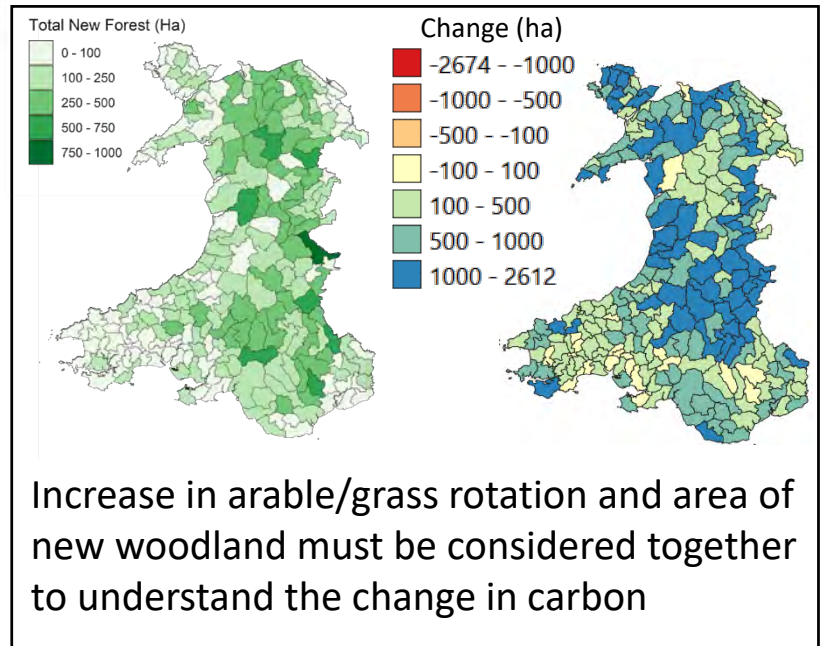 Total New Forest (Ha)
0 - 100
100 - 250
250 - 500
500 - 750
750 - 1000
Change (ha)
-2674 - -1000
-1000 - -500
-500 - -100
-100 - 100
100 - 500
500 - 1000
1000 - 2612
Increase in arable/grass rotation and area of
new woodland must be considered together
to understand the change in carbon